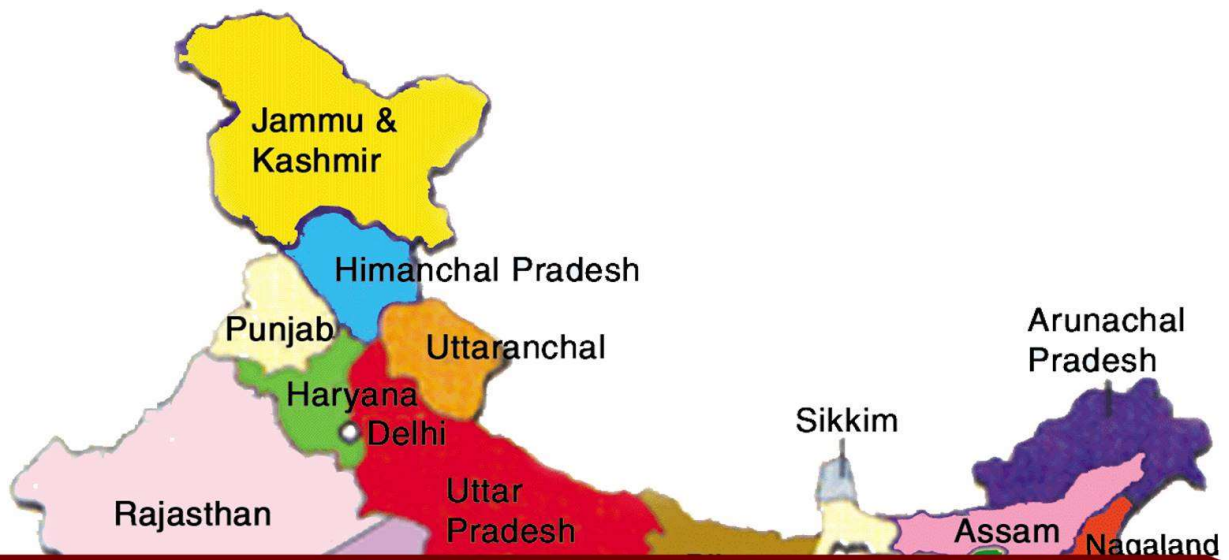 Jammu &
Kashmir
Himanchal Pradesh
Punjab
Uttaranchal
Arunachal
Pradesh
Haryana
Delhi
Sikkim
Rajasthan
Uttar
Pradesh
Assam
Nagaland